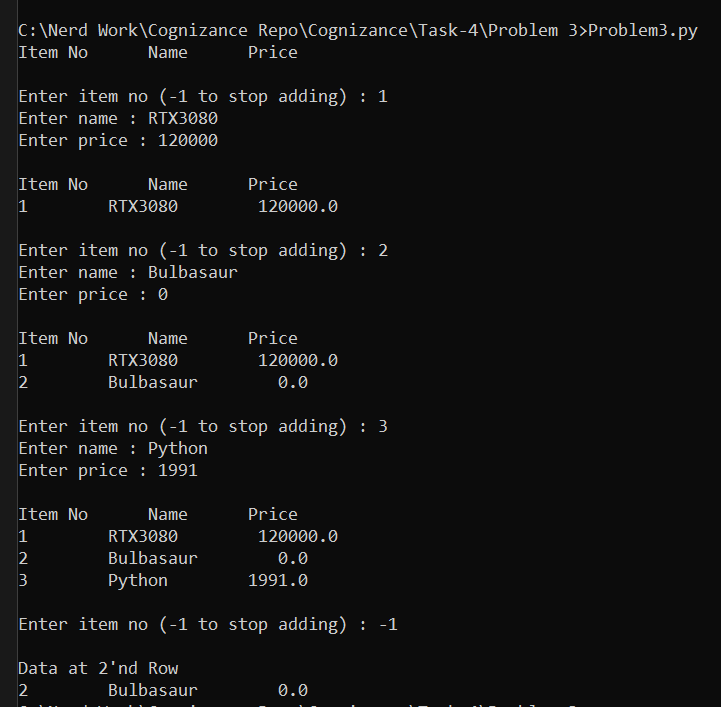 C:\Nerd Work\Cognizance Repo\Cognizance\Task-4\Problem 3>Problem3.py
Item No      Name      Price
Enter item no (-1 to stop adding) : 1
Enter name : RTX3080
Enter price : 120000
Item No      Name      Price
1        RTX3080        120000.0
Enter item no (-1 to stop adding) : 2
Enter name : Bulbasaur
Enter price : 0
Item No      Name      Price
1        RTX3080        120000.0
2        Bulbasaur        0.0
Enter item no (-1 to stop adding) : 3
Enter name : Python
Enter price : 1991
Item No      Name      Price
1        RTX3080        120000.0
2        Bulbasaur        0.0
3        Python        1991.0
Enter item no (-1 to stop adding) : -1
Data at 2'nd Row
2        Bulbasaur        0.0